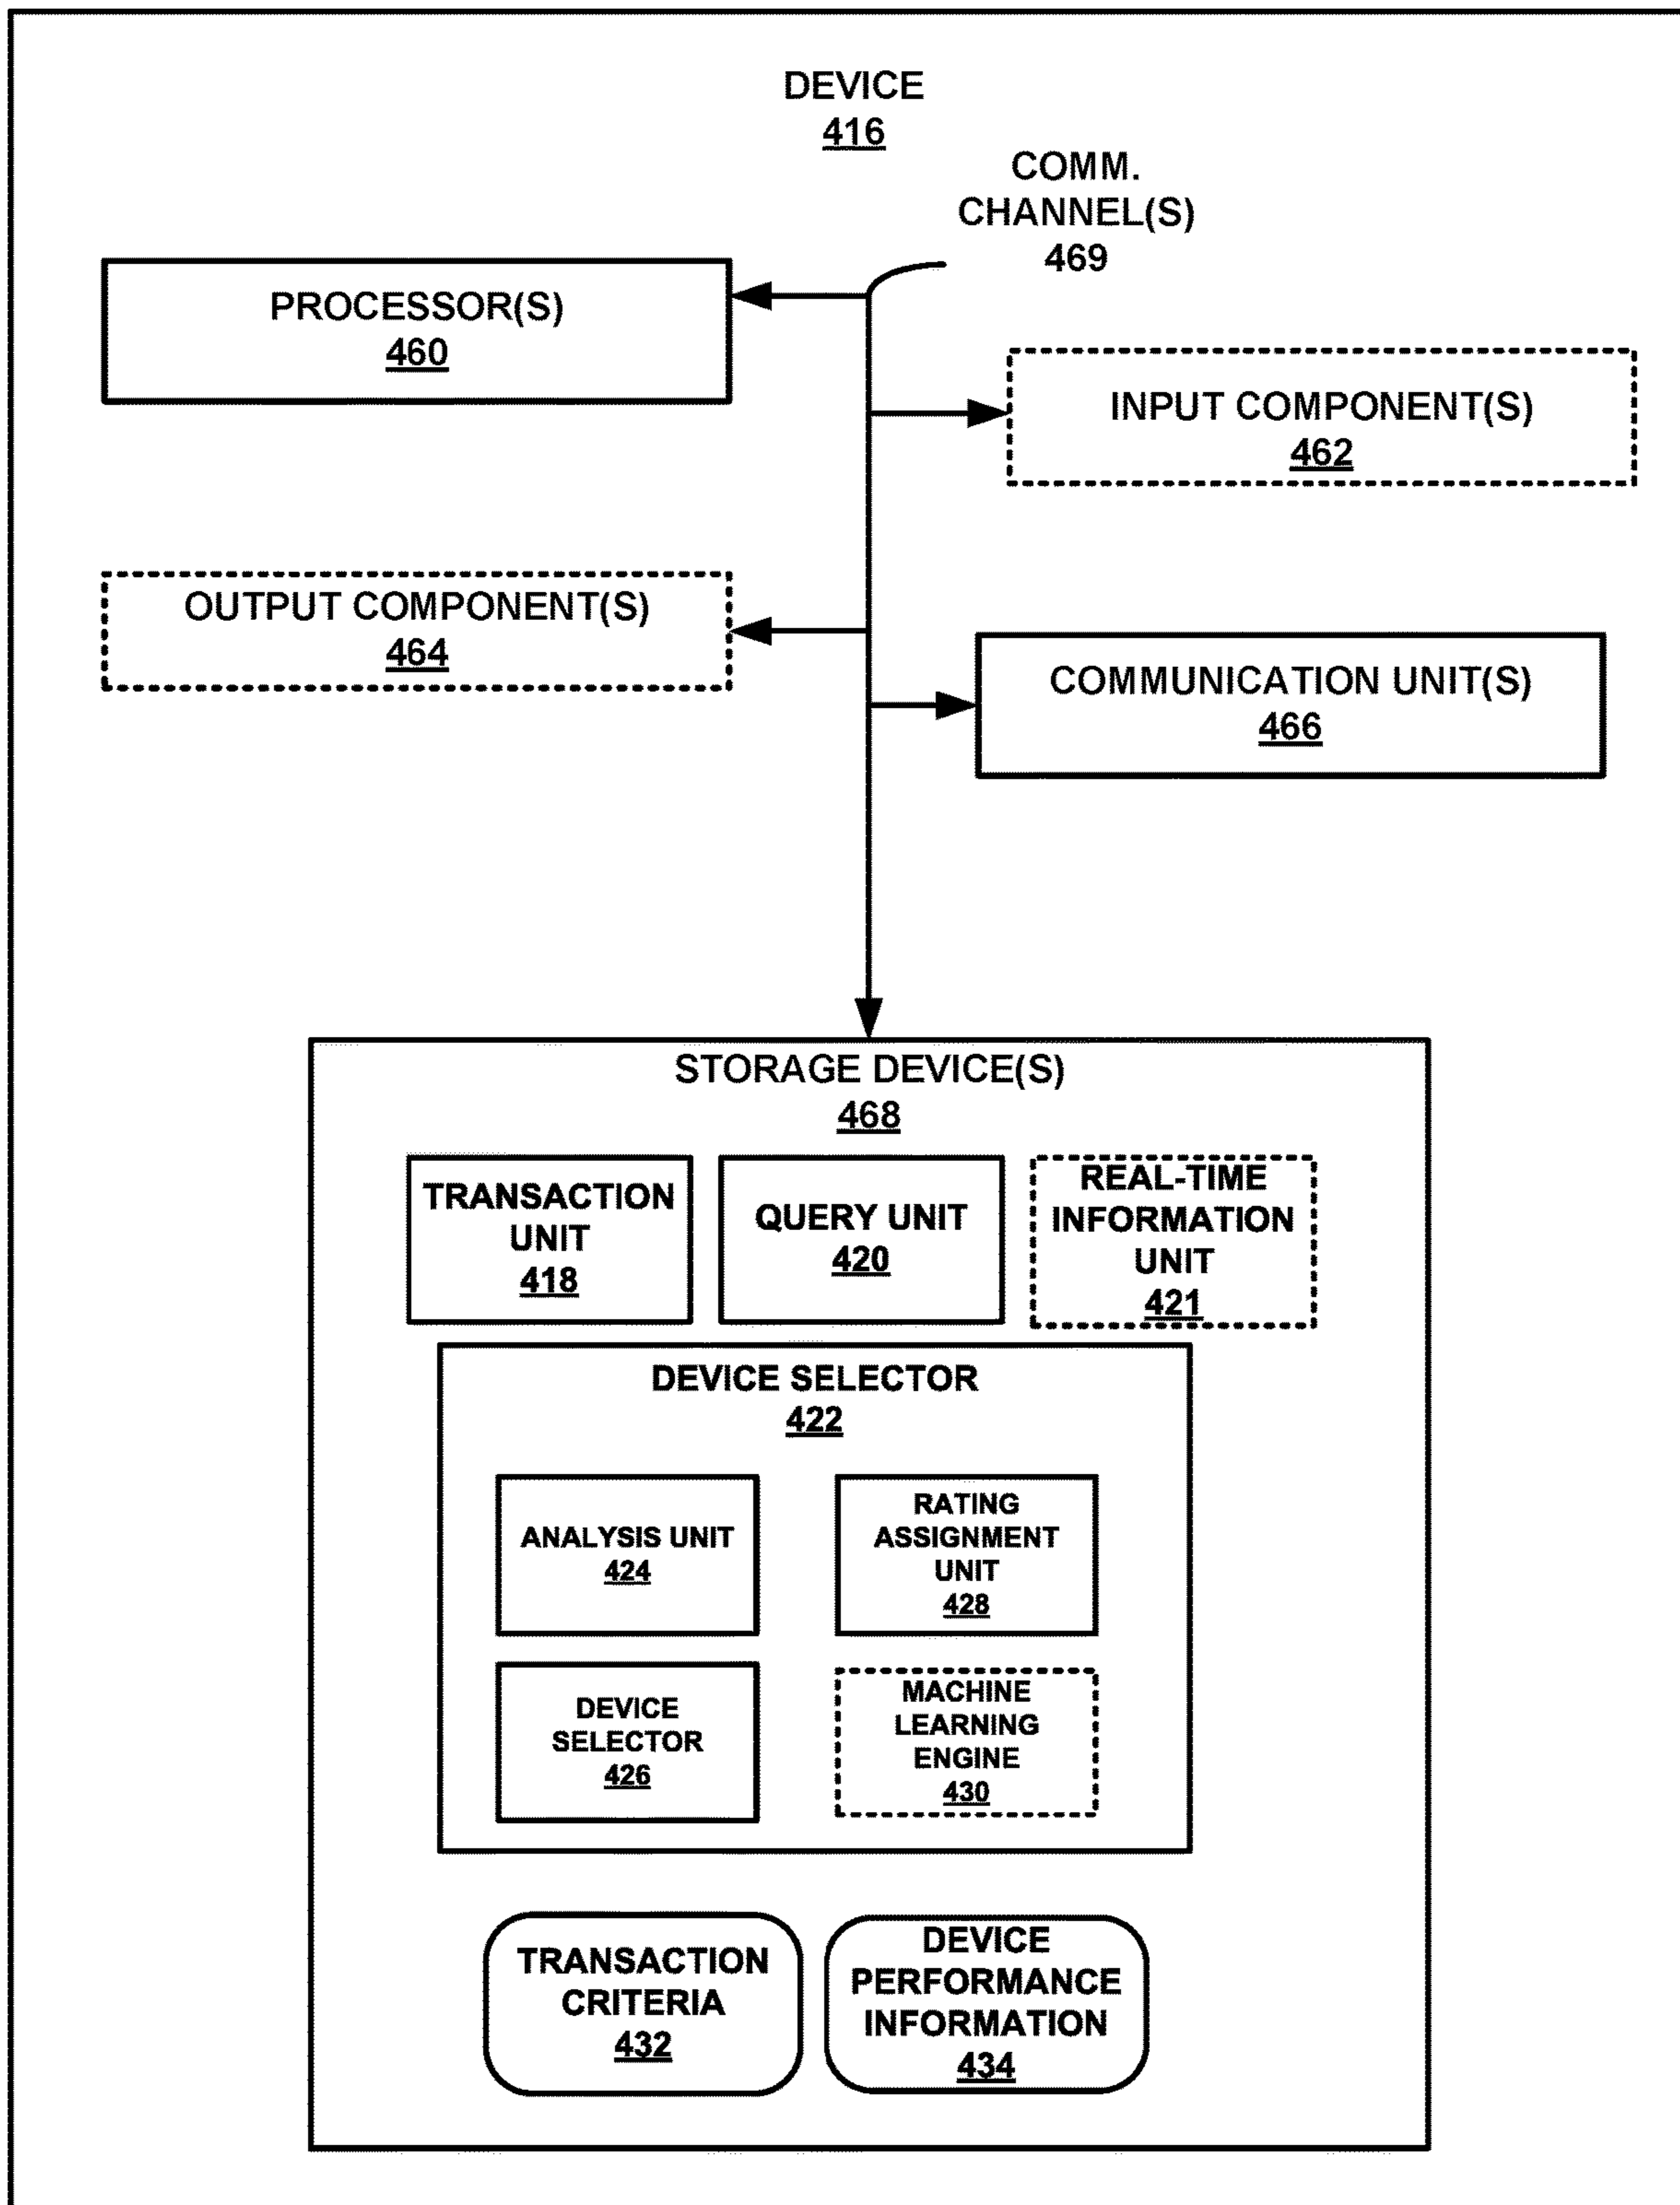 DEVICE
416
COMM.
CHANNEL(S)
469
PROCESSOR(S)
460
INPUT COMPONENT(S)
462
OUTPUT COMPONENT(S)
464
COMMUNICATION UNIT(S)
466
STORAGE DEVICE(S)
468
TRANSACTION
UNIT
418
QUERY UNIT
420
REAL-TIME
INFORMATION
UNIT
421
DEVICE SELECTOR
422
ANALYSIS UNIT
424
RATING
ASSIGNMENT
UNIT
428
DEVICE
SELECTOR
426
MACHINE
LEARNING
ENGINE
430
TRANSACTION
CRITERIA
432
DEVICE
PERFORMANCE
INFORMATION
434